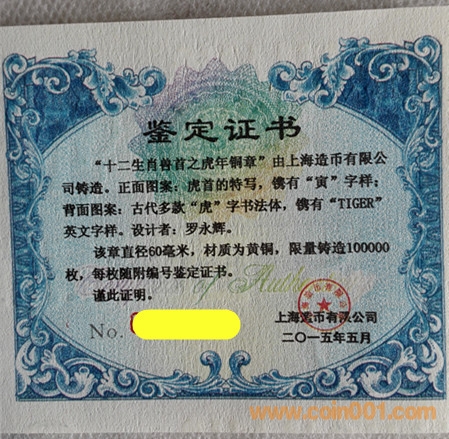 鉴定证书
“十二生肖兽首之虎年铜章”由上海造币有限公
司铸造。正面图案：虎首的特写，镌有“寅”字样；
背面图案：古代多款“虎”字书法体，镌有“TIGER”
英文字样。设计者：罗永辉。
该章直径60毫米，材质为黄铜，限量铸造100000
枚，每枚随附编号鉴定证书。
谨此证明。
No.
上海造币有限公司
二〇一五年五月
www.coin001.com